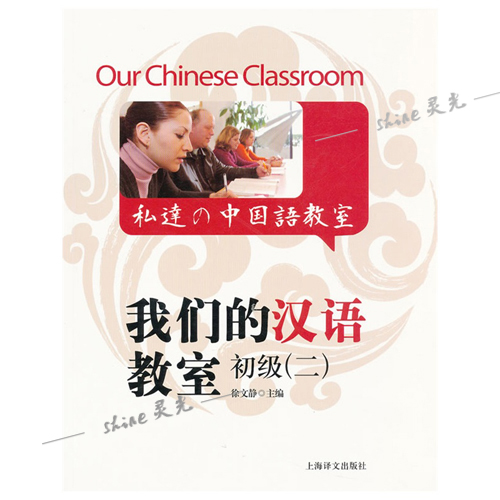 Our Chinese Classroom
shine 灵光
私達の中国語教室
我们的汉语
教室 初级(二)
徐文静 主编
shine 灵光
上海译文出版社